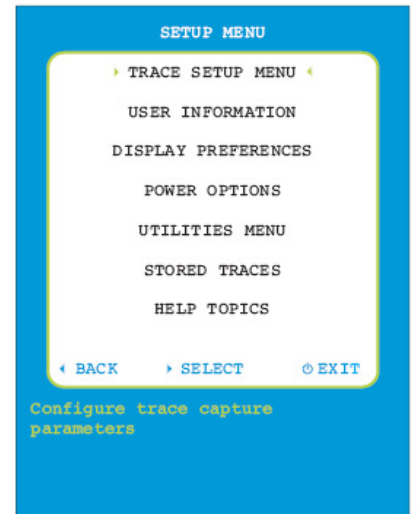 SETUP MENU
TRACE SETUP MENU
USER INFORMATION
DISPLAY PREFERENCES
POWER OPTIONS
UTILITIES MENU
STORED TRACES
HELP TOPICS
BACK SELECT EXIT
Configure trace capture
parameters